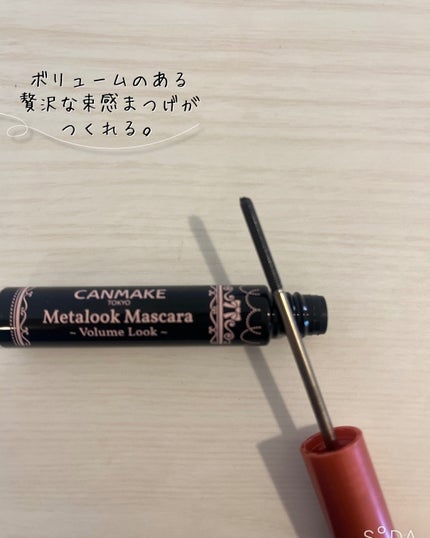 ボリュームのある
贅沢な束感まつげが
つくれる。
CANMAKE
TOKYO
Metalook Mascara
~ Volume Look ~